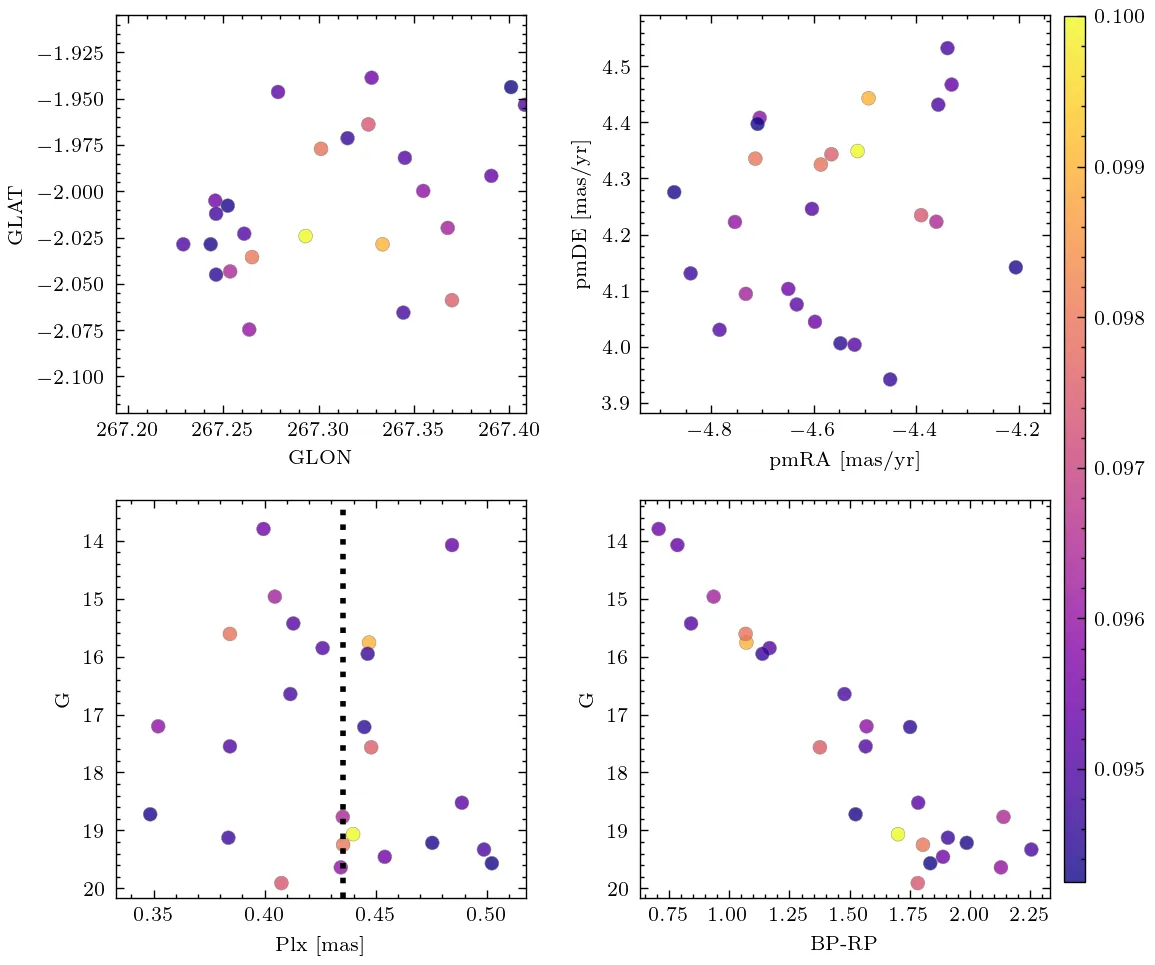 −1.925
−1.950
−1.975
−2.000
−2.025
−2.050
−2.075
−2.100
GLAT
267.20 267.25 267.30 267.35 267.40
GLON
4.5
4.4
4.3
4.2
4.1
4.0
3.9
pmDE [mas/yr]
−4.8 −4.6 −4.4 −4.2
pmRA [mas/yr]
14
15
16
17
18
19
20
G
0.35 0.40 0.45 0.50
Plx [mas]
14
15
16
17
18
19
20
G
0.75 1.00 1.25 1.50 1.75 2.00 2.25
BP-RP
0.100
0.099
0.098
0.097
0.096
0.095